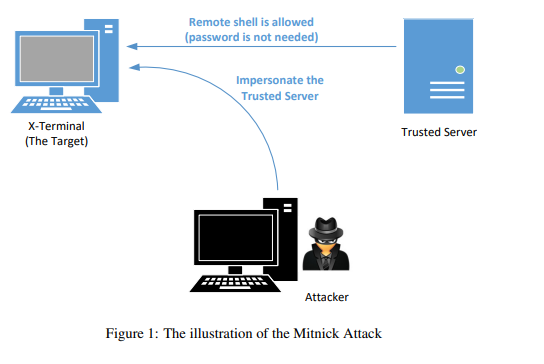 Remote shell is allowed
(password is not needed)
Impersonate the
Trusted Server
X-Terminal
(The Target)
Trusted Server
Attacker
Figure 1: The illustration of the Mitnick Attack